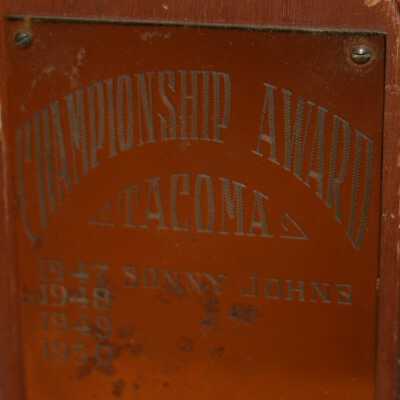 CHAMPIONSHIP AWARD
TACOMA
1947 SONNY JOHNS
1948
1949
1950